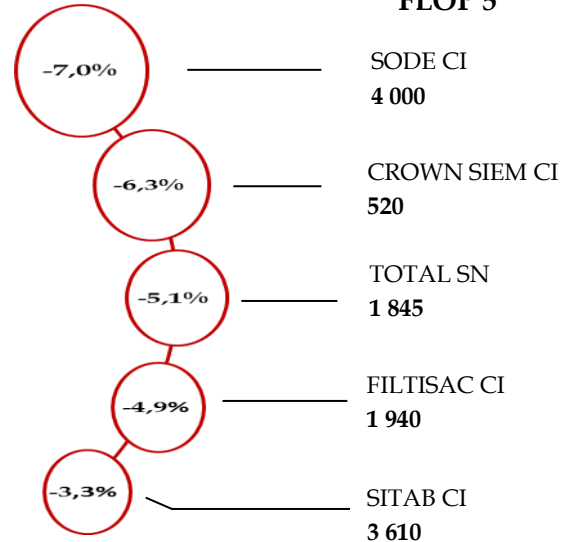 FLOP 5
-7,0%
SODE CI
4 000
-6,3%
CROWN SIEM CI
520
-5,1%
TOTAL SN
1 845
-4,9%
FILTISAC CI
1 940
-3,3%
SITAB CI
3 610